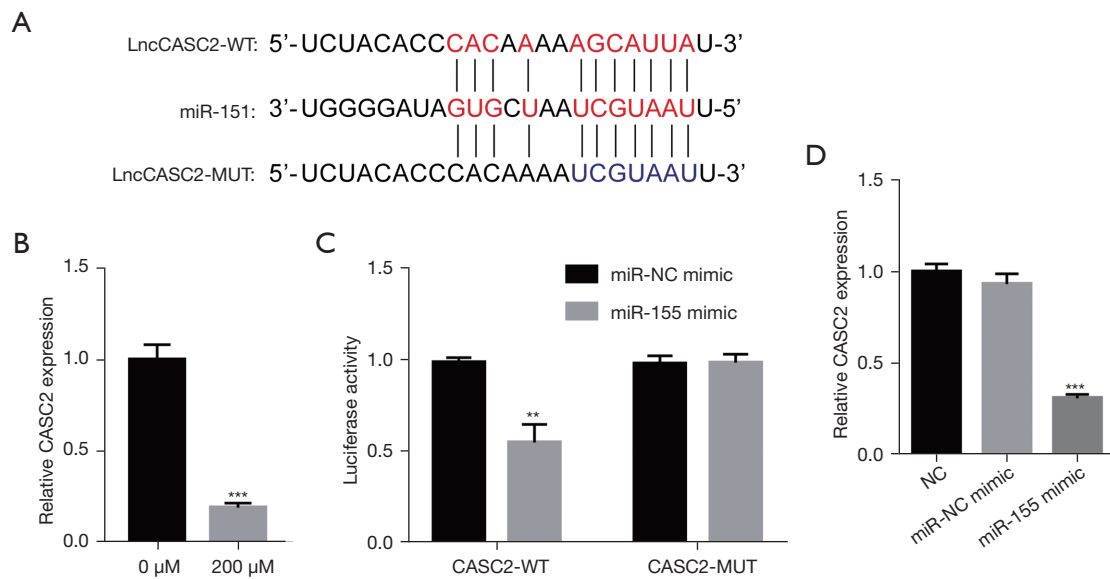 A
LncCASC2-WT: 5'-UCUACACCCACAAAAAGCAUUAU-3'
miR-151: 3'-UGGGGAUAGUGCUAAUCGUAAUU-5'
LncCASC2-MUT: 5'-UCUACACCCACAAAAUCGUAAUU-3'
B
Relative CASC2 expression
1.5
1.0
0.5
0.0
***
0 µM
200 µM
C
Luciferase activity
1.5
1.0
0.5
0.0
miR-NC mimic
miR-155 mimic
**
CASC2-WT
CASC2-MUT
D
Relative CASC2 expression
1.5
1.0
0.5
0.0
***
NC
miR-NC mimic
miR-155 mimic